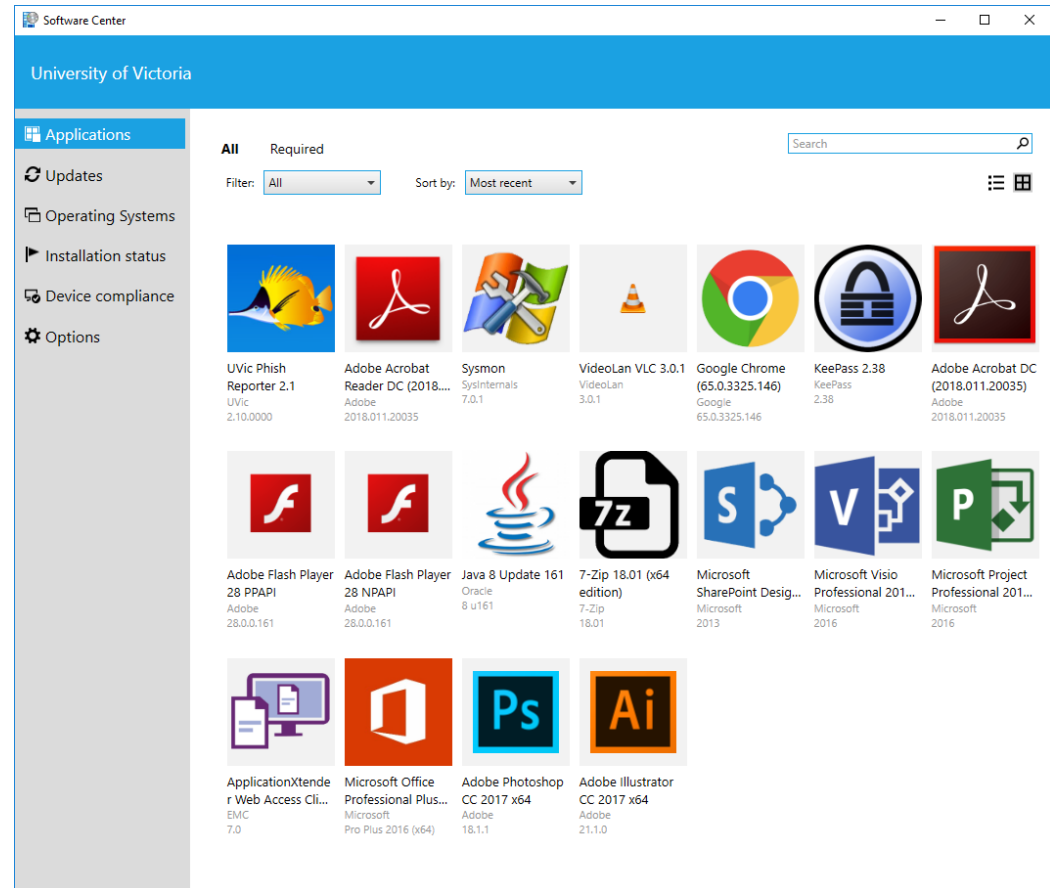 Software Center
University of Victoria
Applications
Updates
Operating Systems
Installation status
Device compliance
Options
All Required
Search
Filter: All Sort by: Most recent
UVic Phish
Reporter 2.1
UVic
2.10.0000
Adobe Acrobat
Reader DC (2018....
Adobe
2018.011.20035
Sysmon
SysInternals
7.0.1
VideoLan VLC 3.0.1
VideoLan
3.0.1
Google Chrome
(65.0.3325.146)
Google
65.0.3325.146
KeePass 2.38
KeePass
2.38
Adobe Acrobat DC
(2018.011.20035)
Adobe
2018.011.20035
7z
S
V
P
Adobe Flash Player
28 PPAPI
Adobe
28.0.0.161
Adobe Flash Player
28 NPAPI
Adobe
28.0.0.161
Java 8 Update 161
Oracle
8 u161
7-Zip 18.01 (x64
edition)
7-Zip
18.01
Microsoft
SharePoint Desig...
Microsoft
2013
Microsoft Visio
Professional 201...
Microsoft
2016
Microsoft Project
Professional 201...
Microsoft
2016
Ps
Ai
ApplicationXtende
r Web Access Cli...
EMC
7.0
Microsoft Office
Professional Plus...
Microsoft
Pro Plus 2016 (x64)
Adobe Photoshop
CC 2017 x64
Adobe
18.1.1
Adobe Illustrator
CC 2017 x64
Adobe
21.1.0